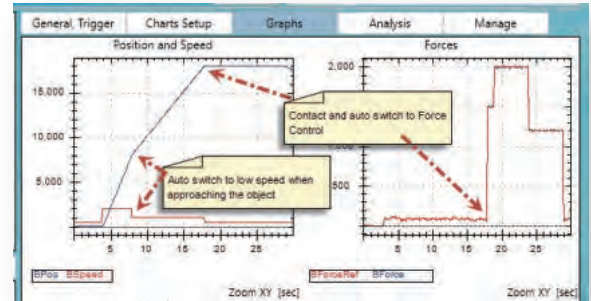 General, Trigger Charts Setup Graphs Analysis Manage
Position and Speed
Forces
15,000
10,000
5,000
5 10 15 20 25
2,000
500
5 10 15 20 25
Contact and auto switch to Force
Control
Auto switch to low speed when
approaching the object
BPos BSpeed
BForceRef BForce
Zoom XY [sec]
Zoom XY [sec]